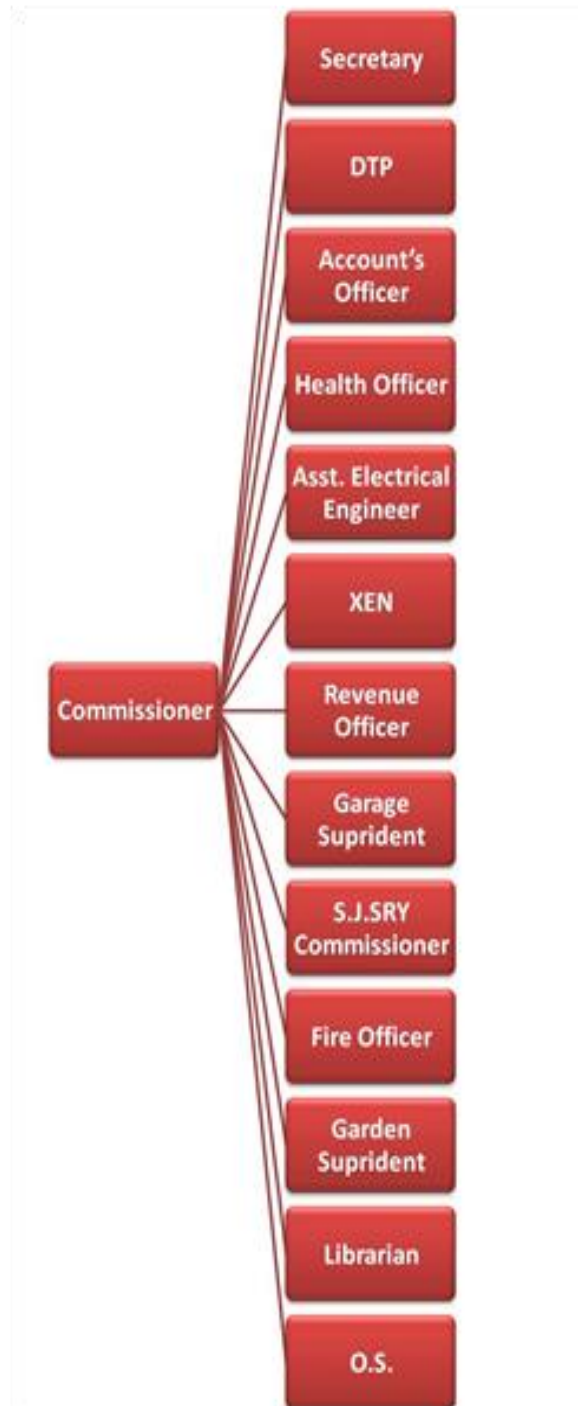 Secretary
DTP
Account's
Officer
Health Officer
Asst. Electrical
Engineer
XEN
Commissioner
Revenue
Officer
Garage
Suprident
S.J.SRY
Commissioner
Fire Officer
Garden
Suprident
Librarian
O.S.